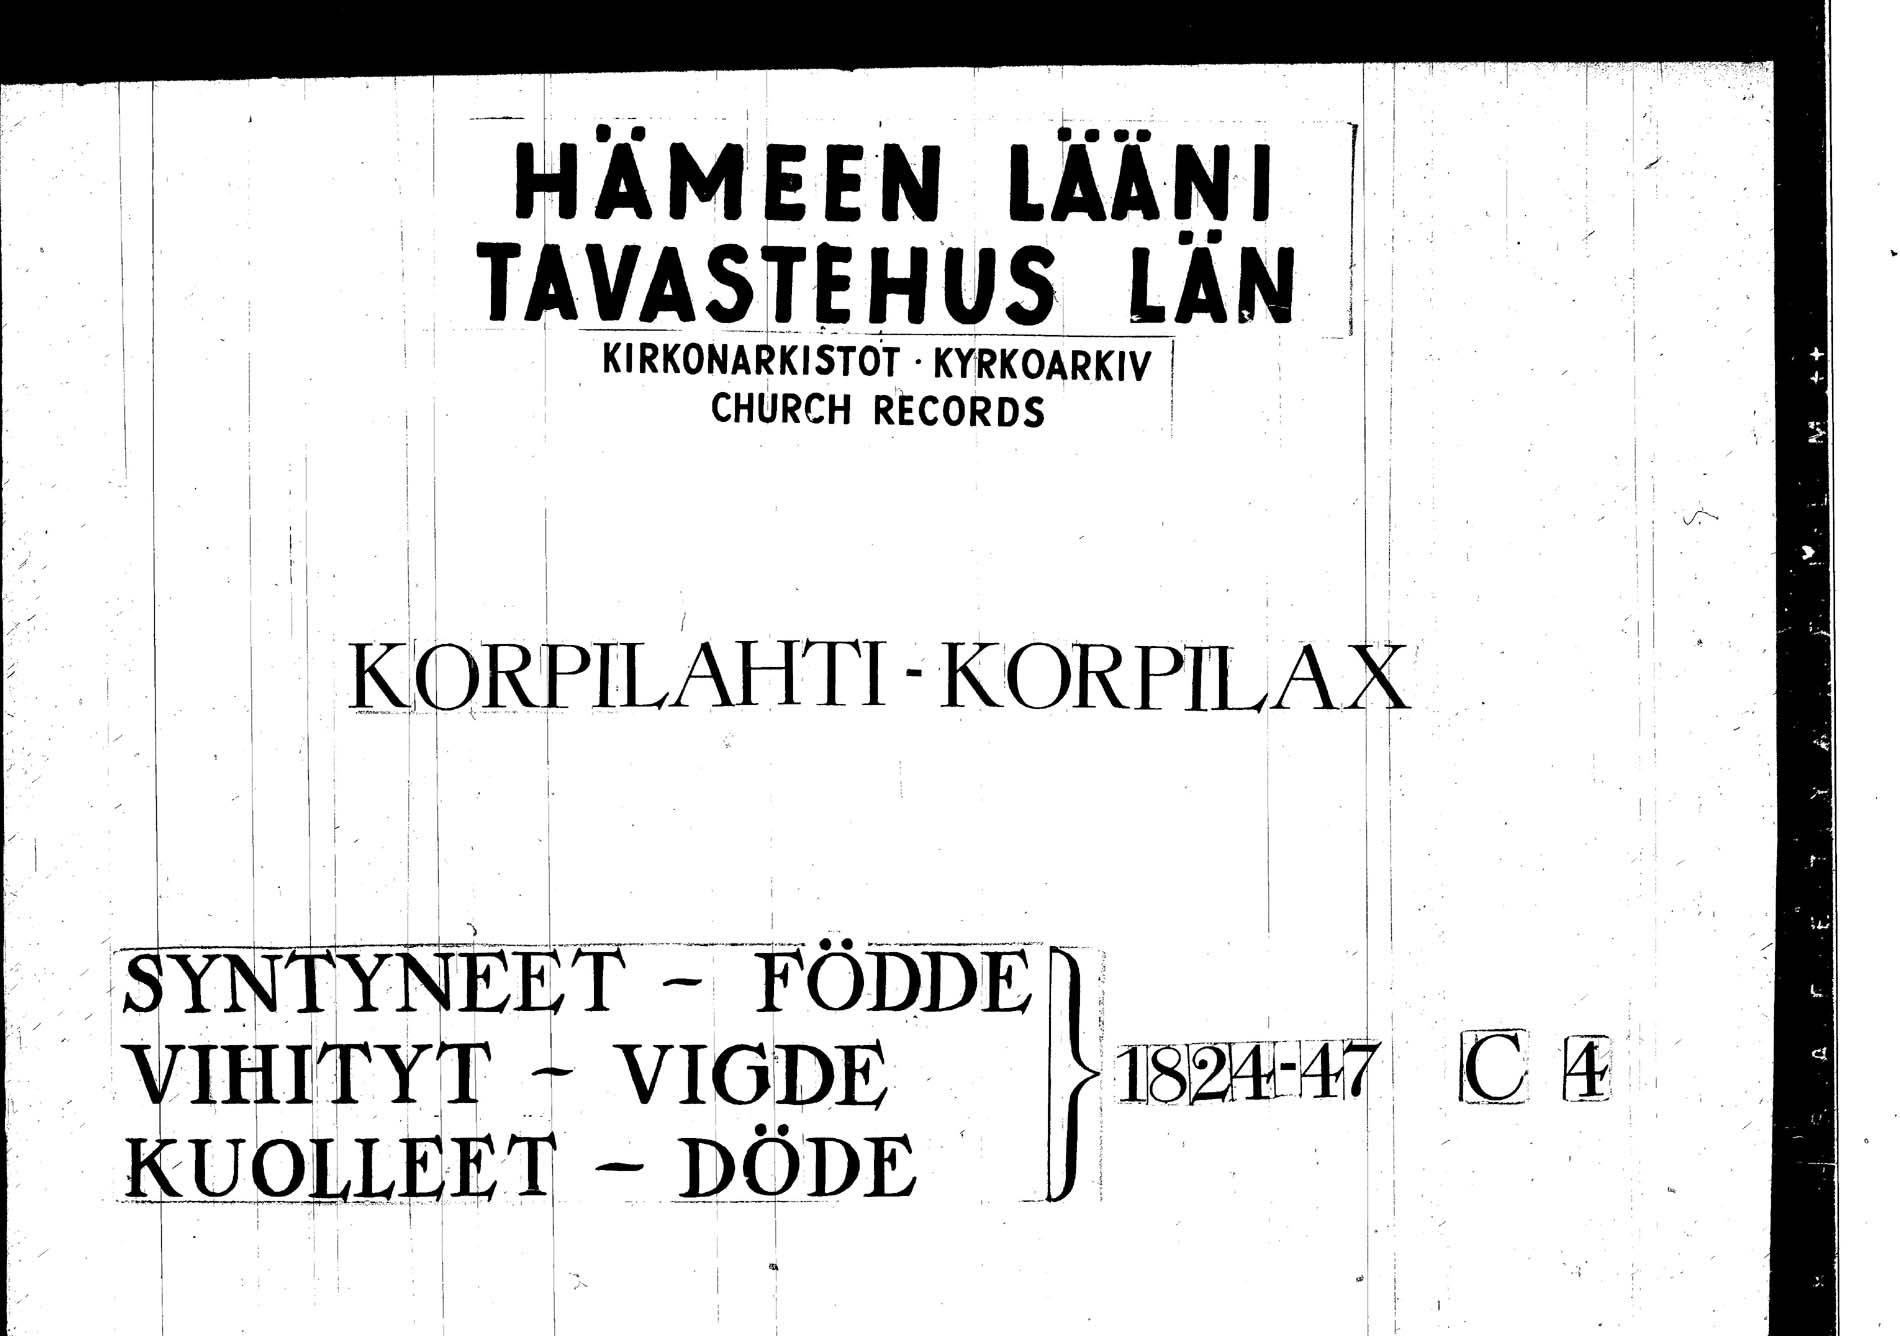 HÄMEEN LÄÄNI
TAVASTEHUS LÄN
KIRKONARKISTOT · KYRKOARKIV
CHURCH RECORDS
KORPILAHTI - KORPILAX
SYNTYNEET – FÖDDE
VIHITYT – VIGDE
KUOLLEET – DÖDE
1824-47 C 4